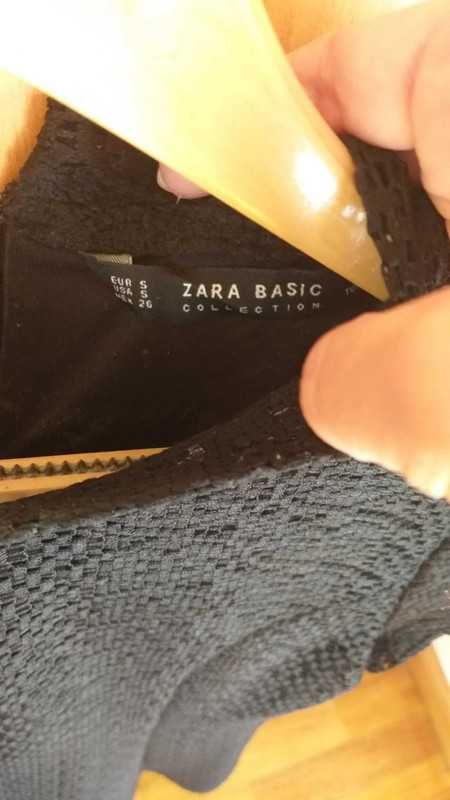 EUR S
USA S
MEX 26
ZARA BASIC
COLLECTION